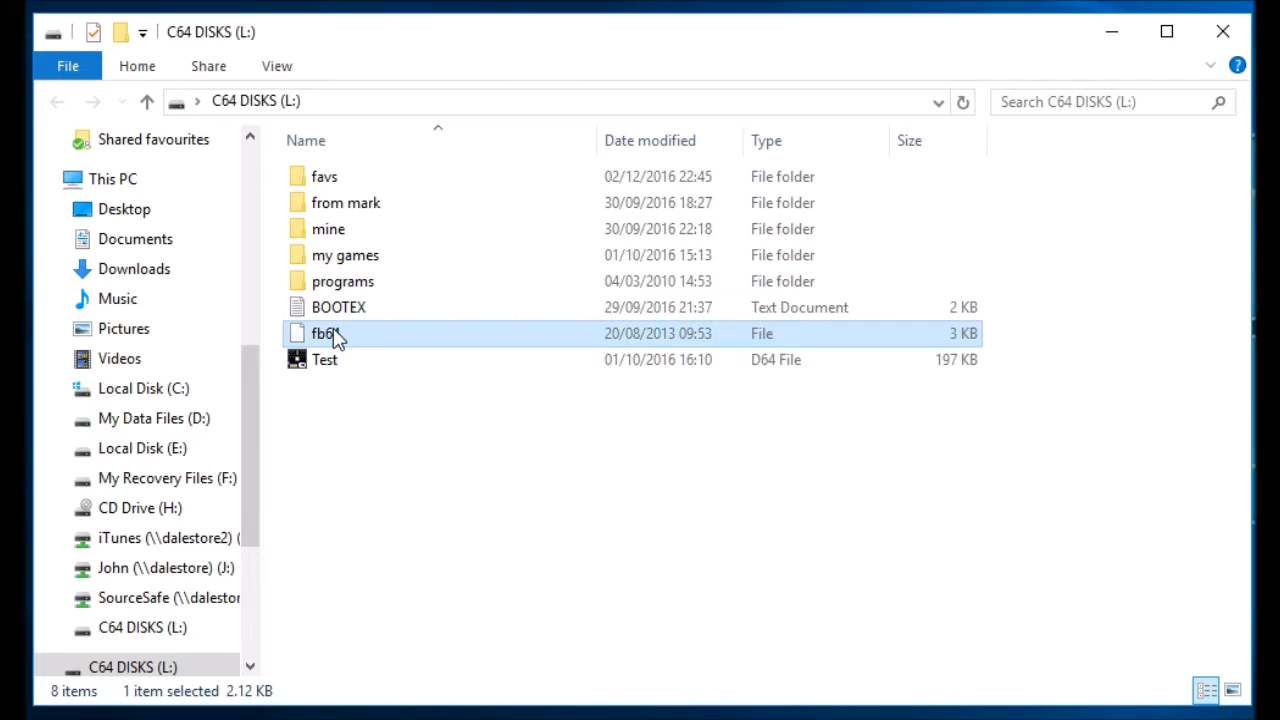 C64 DISKS (L:)
File Home Share View
C64 DISKS (L:) Search C64 DISKS (L:)
Shared favourites
This PC
Desktop
Documents
Downloads
Music
Pictures
Videos
Local Disk (C:)
My Data Files (D:)
Local Disk (E:)
My Recovery Files (F:)
CD Drive (H:)
iTunes (\\dalestore2) (
John (\\dalestore) (J:)
SourceSafe (\\dalestor
C64 DISKS (L:)
C64 DISKS (L:)
Name Date modified Type Size
favs 02/12/2016 22:45 File folder
from mark 30/09/2016 18:27 File folder
mine 30/09/2016 22:18 File folder
my games 01/10/2016 15:13 File folder
programs 04/03/2010 14:53 File folder
BOOTEX 29/09/2016 21:37 Text Document 2 KB
fb64 20/08/2013 09:53 File 3 KB
Test 01/10/2016 16:10 D64 File 197 KB
8 items 1 item selected 2.12 KB